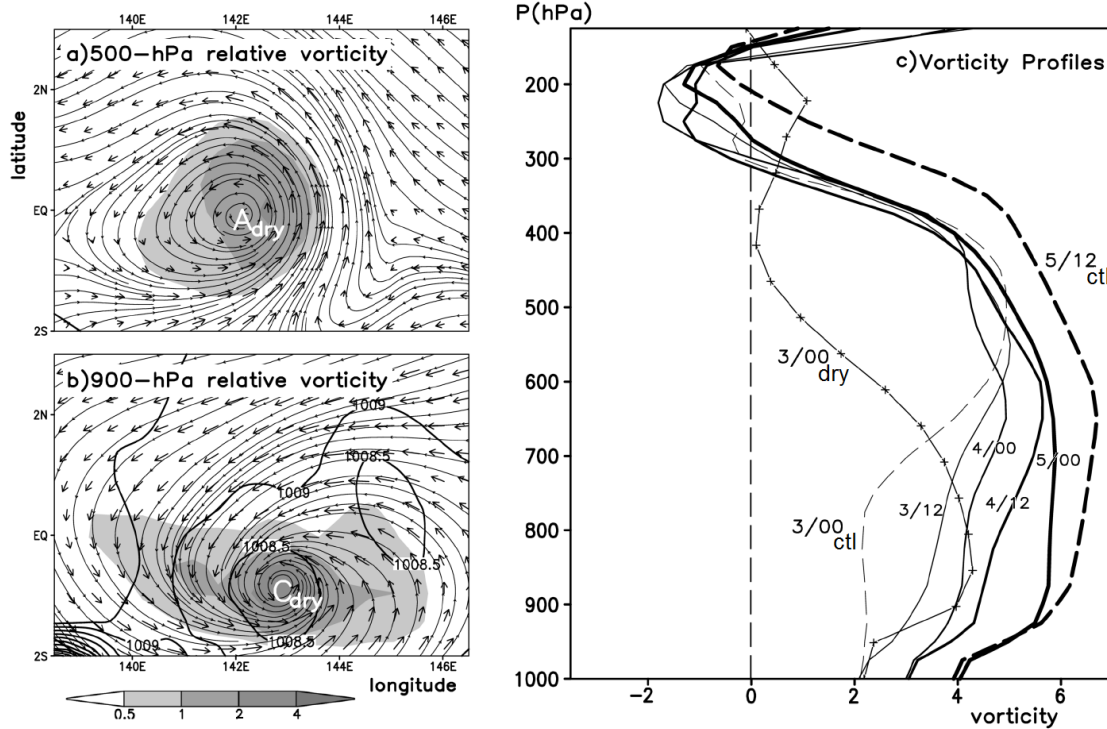 140E 142E 144E 146E
a)500-hPa relative vorticity
2N
latitude
EQ
A dry
2S
b)900-hPa relative vorticity
1009
2N
1008.5
1009
EQ
1008.5
1008.5
C dry
1009
1008.5
2S
140E 142E 144E 146E
longitude
0.5 1 2 4
P(hPa)
c)Vorticity Profiles
200
300
400
500
600
700
800
900
1000
5/12 ctl
3/00 dry
4/00
5/00
3/12
4/12
3/00 ctl
-2 0 2 4 6
vorticity